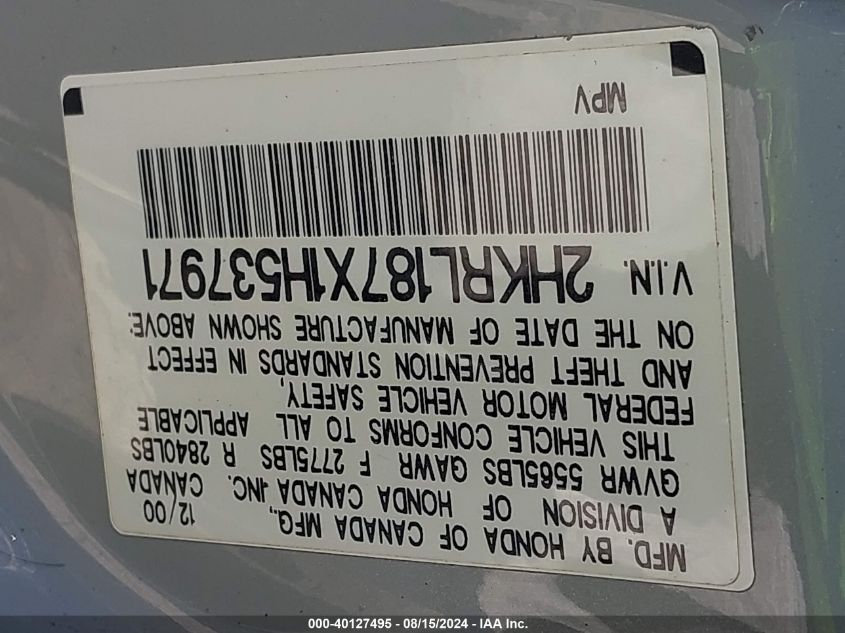 MFD. BY HONDA OF CANADA MFG.,
A DIVISION OF HONDA CANADA INC. CANADA
12/00
GVWR 5565LBS GAWR F 2775LBS R 2840LBS
THIS VEHICLE CONFORMS TO ALL APPLICABLE
FEDERAL MOTOR VEHICLE SAFETY,
AND THEFT PREVENTION STANDARDS IN EFFECT
ON THE DATE OF MANUFACTURE SHOWN ABOVE.
V.I.N. 2HKRL187X1H537971
MPV
000-40127495 - 08/15/2024 - IAA Inc.